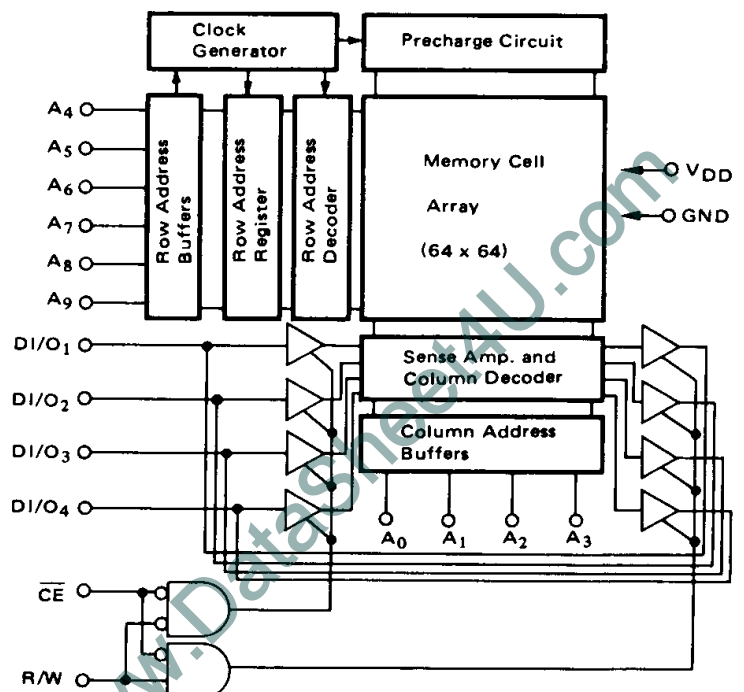 Clock
Generator
Precharge Circuit
A4
A5
A6
A7
A8
A9
Row Address
Buffers
Row Address
Register
Row Address
Decoder
Memory Cell
Array
(64 x 64)
VDD
GND
DI/O1
DI/O2
DI/O3
DI/O4
Sense Amp. and
Column Decoder
Column Address
Buffers
A0 A1 A2 A3
C̅E̅
R/W
www.DataSheet4U.com